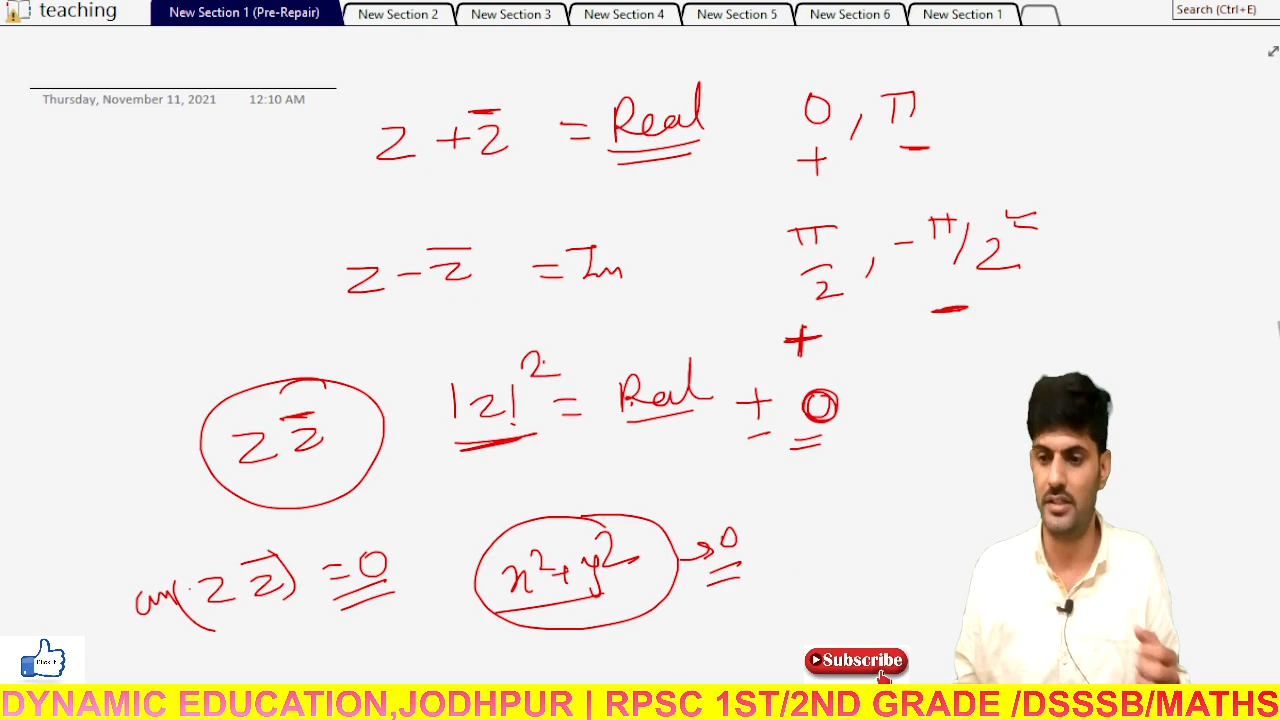 teaching
New Section 1 (Pre-Repair) New Section 2 New Section 3 New Section 4 New Section 5 New Section 6 New Section 1
Search (Ctrl+E)
Thursday, November 11, 2021 12:10 AM
z + z̅ = Real 0 , π
+ −
z − z̅ = Im π/2 , −π/2
+ −
z z̅ |z|² = Real + 0
arg(z z̅) = 0 x²+y² → 0
Subscribe
DYNAMIC EDUCATION,JODHPUR | RPSC 1ST/2ND GRADE /DSSSB/MATHS